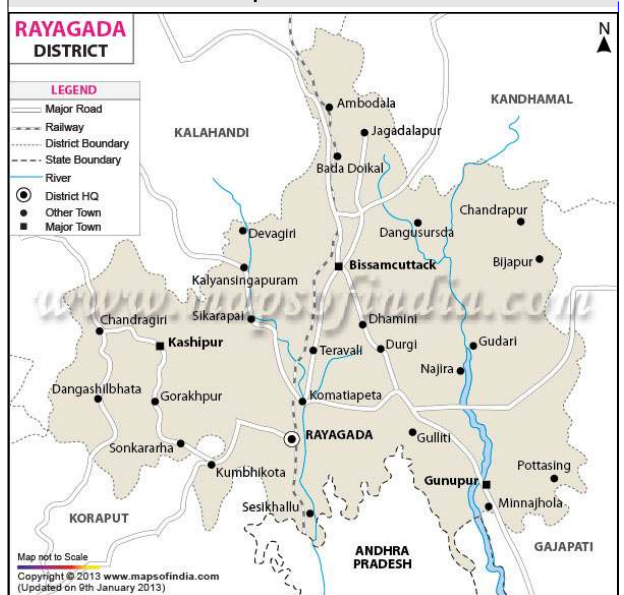 RAYAGADA
DISTRICT
N
LEGEND
Major Road
Railway
District Boundary
State Boundary
River
District HQ
Other Town
Major Town
KALAHANDI
KANDHAMAL
Ambodala
Jagadalapur
Bada Doikal
Devagiri
Dangusursda
Chandrapur
Bissamcuttack
Bijapur
Kalyansingapuram
www.mapsofindia.com
Chandragiri
Sikarapai
Dhamini
Kashipur
Teravali
Durgi
Gudari
Najira
Dangashilbhata
Gorakhpur
Komatiapeta
Sonkararha
RAYAGADA
Gulliti
Kumbhikota
Pottasing
Gunupur
Sesikhallu
Minnajhola
KORAPUT
ANDHRA
PRADESH
GAJAPATI
Map not to Scale
Copyright © 2013 www.mapsofindia.com
(Updated on 9th January 2013)